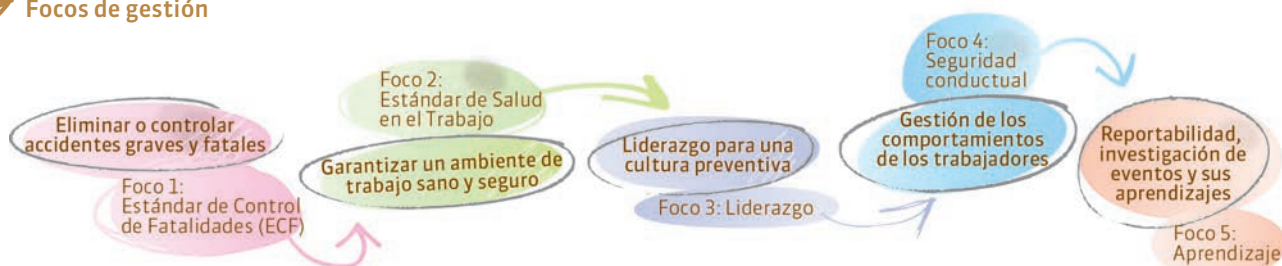 Focos de gestión
Eliminar o controlar
accidentes graves y fatales
Foco 1:
Estándar de Control
de Fatalidades (ECF)
Foco 2:
Estándar de Salud
en el Trabajo
Garantizar un ambiente de
trabajo sano y seguro
Liderazgo para una
cultura preventiva
Foco 3: Liderazgo
Foco 4:
Seguridad
conductual
Gestión de los
comportamientos
de los trabajadores
Reportabilidad,
investigación de
eventos y sus
aprendizajes
Foco 5:
Aprendizaje